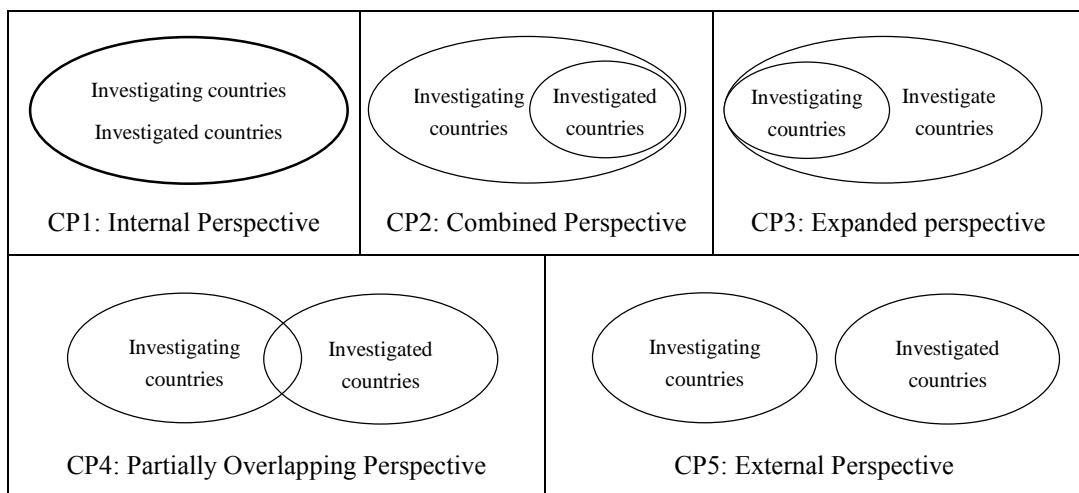 Investigating countries
Investigated countries
CP1: Internal Perspective
Investigating
countries
Investigated
countries
CP2: Combined Perspective
Investigating
countries
Investigate
countries
CP3: Expanded perspective
Investigating
countries
Investigated
countries
CP4: Partially Overlapping Perspective
Investigating
countries
Investigated
countries
CP5: External Perspective